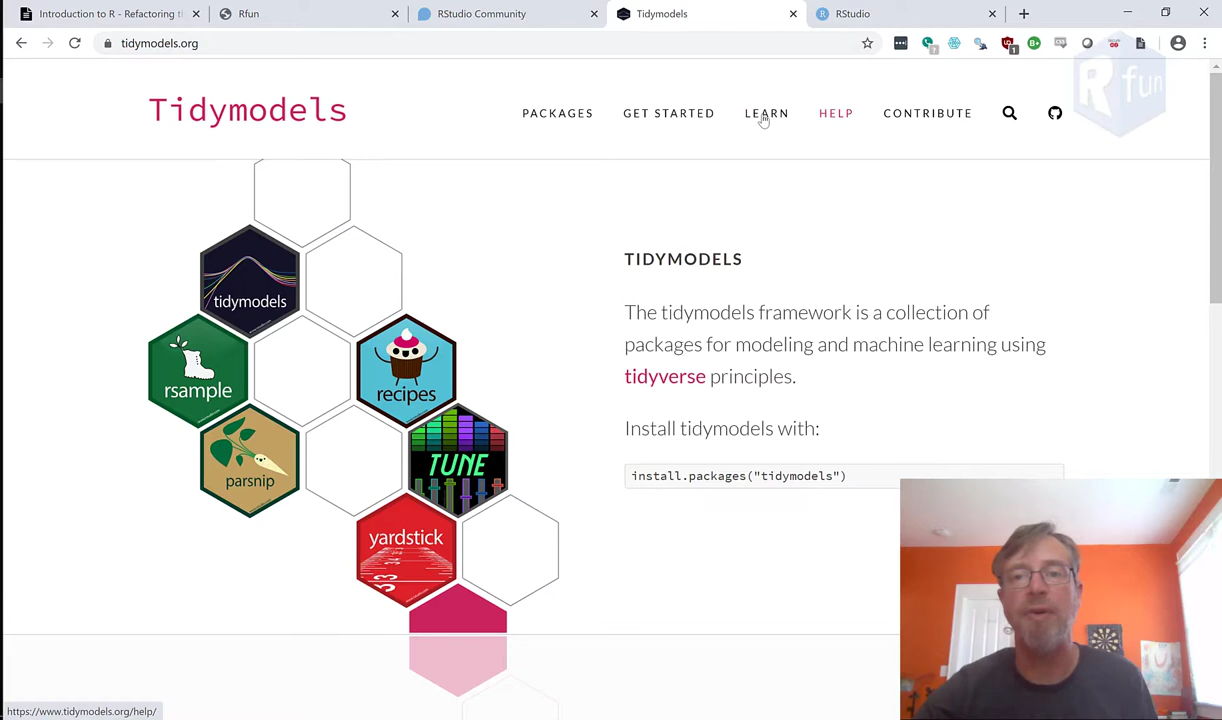 Introduction to R - Refactoring t
Rfun
RStudio Community
Tidymodels
RStudio
tidymodels.org
R fun
Tidymodels
PACKAGES
GET STARTED
LEARN
HELP
CONTRIBUTE
tidymodels
rsample
recipes
parsnip
TUNE
yardstick
TIDYMODELS
The tidymodels framework is a collection of
packages for modeling and machine learning using
tidyverse principles.
Install tidymodels with:
install.packages("tidymodels")
https://www.tidymodels.org/help/